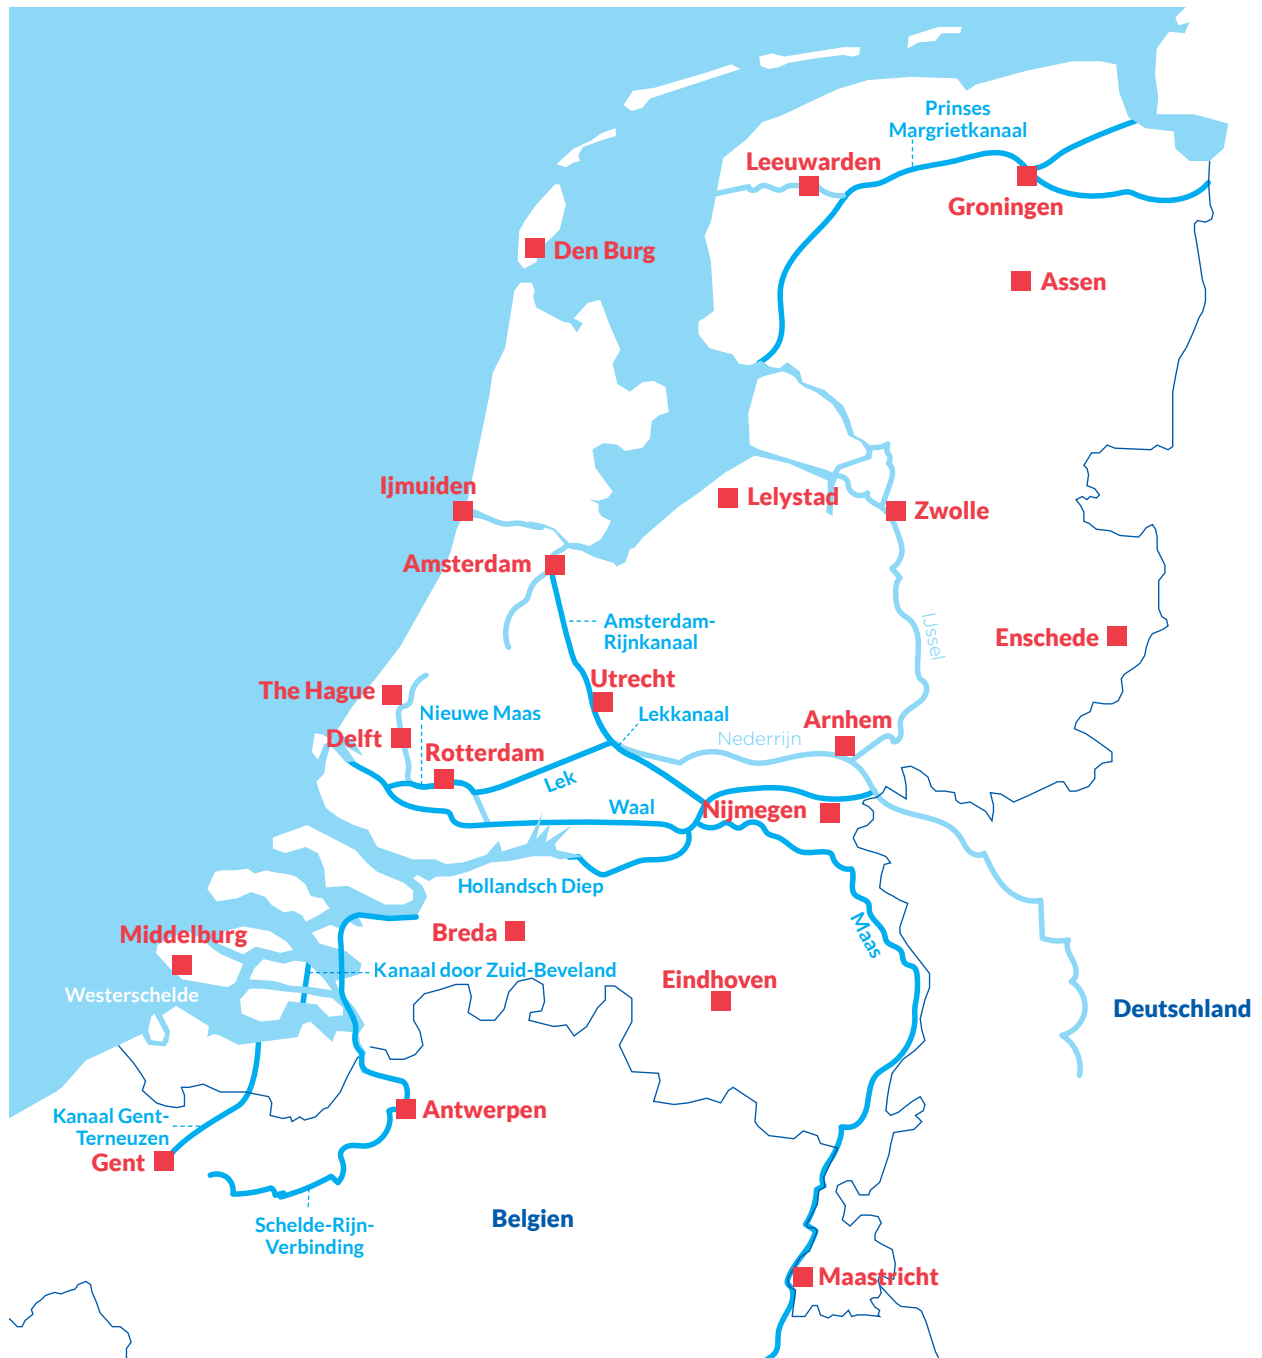 Prinses
Margrietkanaal
Leeuwarden
Groningen
Den Burg
Assen
Ijmuiden
Lelystad
Zwolle
Amsterdam
Amsterdam-
Rijnkanaal
IJssel
Enschede
Utrecht
The Hague
Nieuwe Maas
Lekkanaal
Arnhem
Delft
Nederrijn
Rotterdam
Lek
Waal
Nijmegen
Hollandsch Diep
Middelburg
Breda
Maas
Kanaal door Zuid-Beveland
Eindhoven
Westerschelde
Deutschland
Kanaal Gent-
Terneuzen
Antwerpen
Gent
Schelde-Rijn-
Verbinding
Belgien
Maastricht